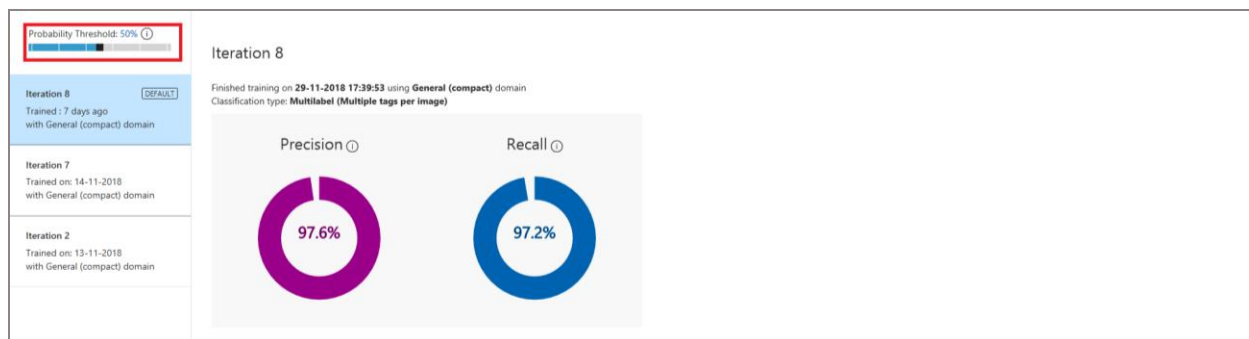 Probability Threshold: 50%
Iteration 8 DEFAULT
Trained : 7 days ago
with General (compact) domain
Iteration 7
Trained on: 14-11-2018
with General (compact) domain
Iteration 2
Trained on: 13-11-2018
with General (compact) domain
Iteration 8
Finished training on 29-11-2018 17:39:53 using General (compact) domain
Classification type: Multilabel (Multiple tags per image)
Precision
Recall
97.6%
97.2%